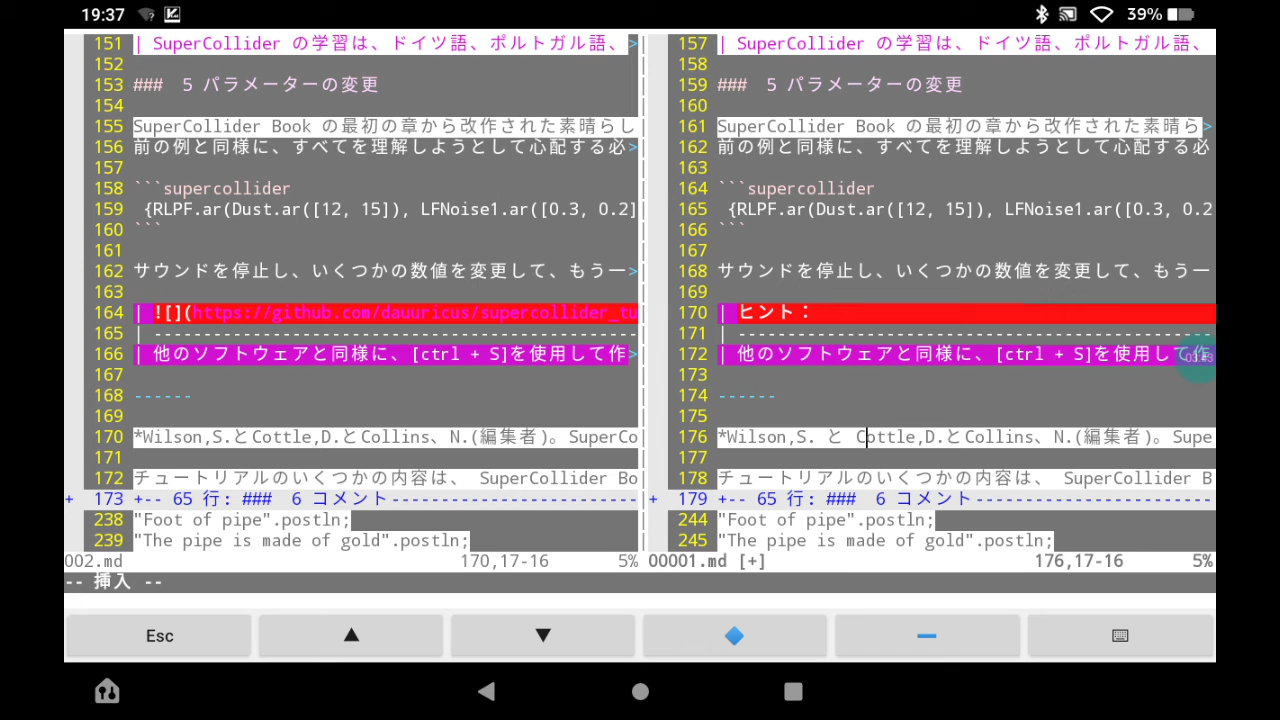 19:37
39%
151 | SuperCollider の学習は、ドイツ語、ポルトガル語、>
152
153 ### 5 パラメーターの変更
154
155 SuperCollider Book の最初の章から改作された素晴らし
156 前の例と同様に、すべてを理解しようとして心配する必>
157
158 ```supercollider
159 {RLPF.ar(Dust.ar([12, 15]), LFNoise1.ar([0.3, 0.2]
160 ```
161
162 サウンドを停止し、いくつかの数値を変更して、もう一>
163
164 | ![](https://github.com/dauuricus/supercollider_tu
165 | ------------------------------------------------
166 | 他のソフトウェアと同様に、[ctrl + S]を使用して作>
167
168 ------
169
170 *Wilson,S.とCottle,D.とCollins、N.(編集者)。SuperCo
171
172 チュートリアルのいくつかの内容は、 SuperCollider Bo
+ 173 +-- 65 行: ### 6 コメント-------------------------
238 "Foot of pipe".postln;
239 "The pipe is made of gold".postln;
002.md 170,17-16 5%
157 | SuperCollider の学習は、ドイツ語、ポルトガル語、
158
159 ### 5 パラメーターの変更
160
161 SuperCollider Book の最初の章から改作された素晴ら>
162 前の例と同様に、すべてを理解しようとして心配する必
163
164 ```supercollider
165 {RLPF.ar(Dust.ar([12, 15]), LFNoise1.ar([0.3, 0.2
166 ```
167
168 サウンドを停止し、いくつかの数値を変更して、もう一
169
170 | ヒント：
171 | -----------------------------------------------
172 | 他のソフトウェアと同様に、[ctrl + S]を使用して作
03:43
173
174 ------
175
176 *Wilson,S. と Cottle,D.とCollins、N.(編集者)。Supe
177
178 チュートリアルのいくつかの内容は、 SuperCollider B
+ 179 +-- 65 行: ### 6 コメント------------------------
244 "Foot of pipe".postln;
245 "The pipe is made of gold".postln;
00001.md [+] 176,17-16 5%
-- 挿入 --
Esc ▲ ▼